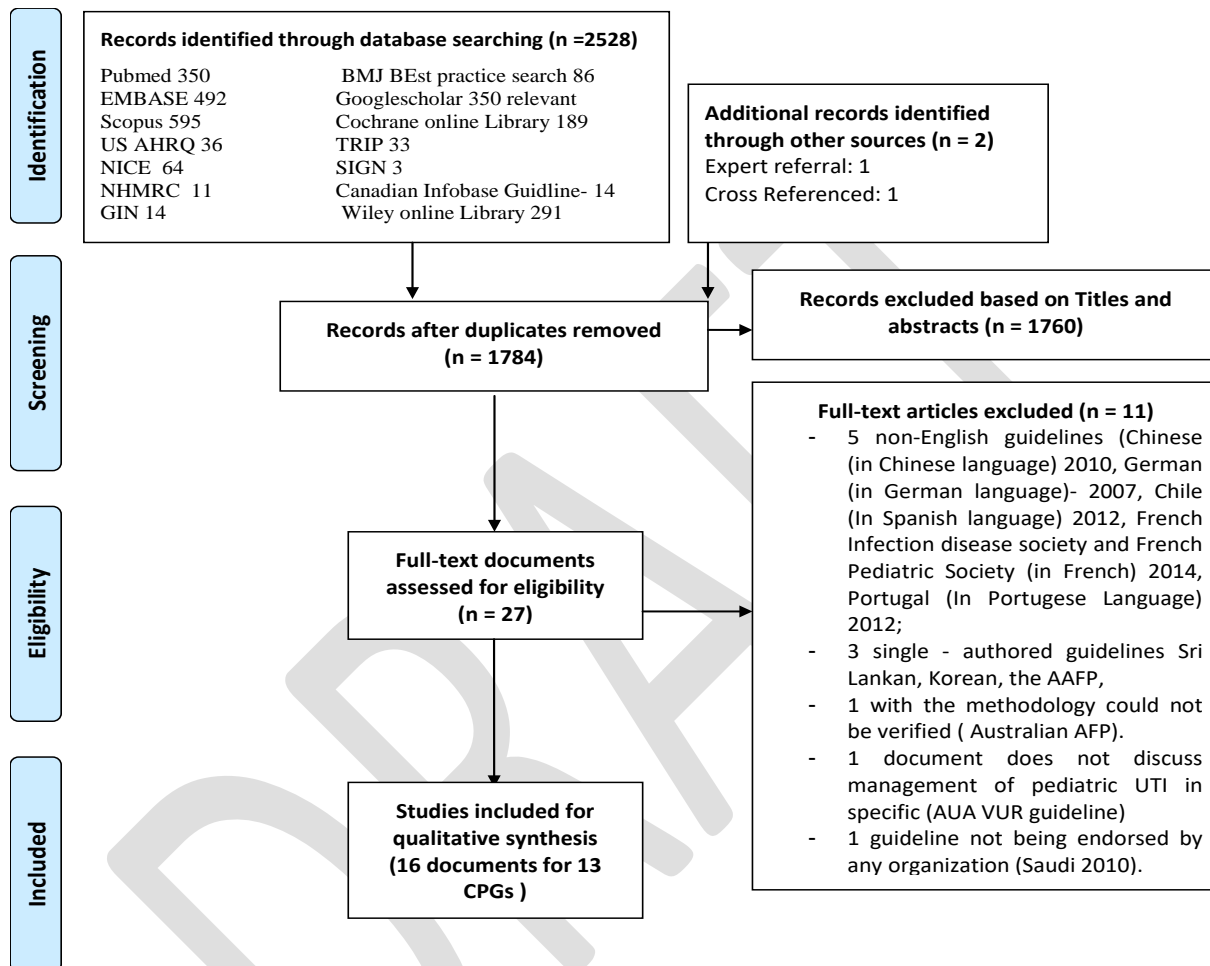 Identification
Records identified through database searching (n =2528)
Pubmed 350 BMJ BEst practice search 86
EMBASE 492 Googlescholar 350 relevant
Scopus 595 Cochrane online Library 189
US AHRQ 36 TRIP 33
NICE 64 SIGN 3
NHMRC 11 Canadian Infobase Guidline- 14
GIN 14 Wiley online Library 291
Additional records identified
through other sources (n = 2)
Expert referral: 1
Cross Referenced: 1
Screening
Records after duplicates removed
(n = 1784)
Records excluded based on Titles and
abstracts (n = 1760)
Eligibility
Full-text documents
assessed for eligibility
(n = 27)
Full-text articles excluded (n = 11)
- 5 non-English guidelines (Chinese
(in Chinese language) 2010, German
(in German language)- 2007, Chile
(In Spanish language) 2012, French
Infection disease society and French
Pediatric Society (in French) 2014,
Portugal (In Portugese Language)
2012;
- 3 single - authored guidelines Sri
Lankan, Korean, the AAFP,
- 1 with the methodology could not
be verified ( Australian AFP).
- 1 document does not discuss
management of pediatric UTI in
specific (AUA VUR guideline)
- 1 guideline not being endorsed by
any organization (Saudi 2010).
Included
Studies included for
qualitative synthesis
(16 documents for 13
CPGs )
DRAFT